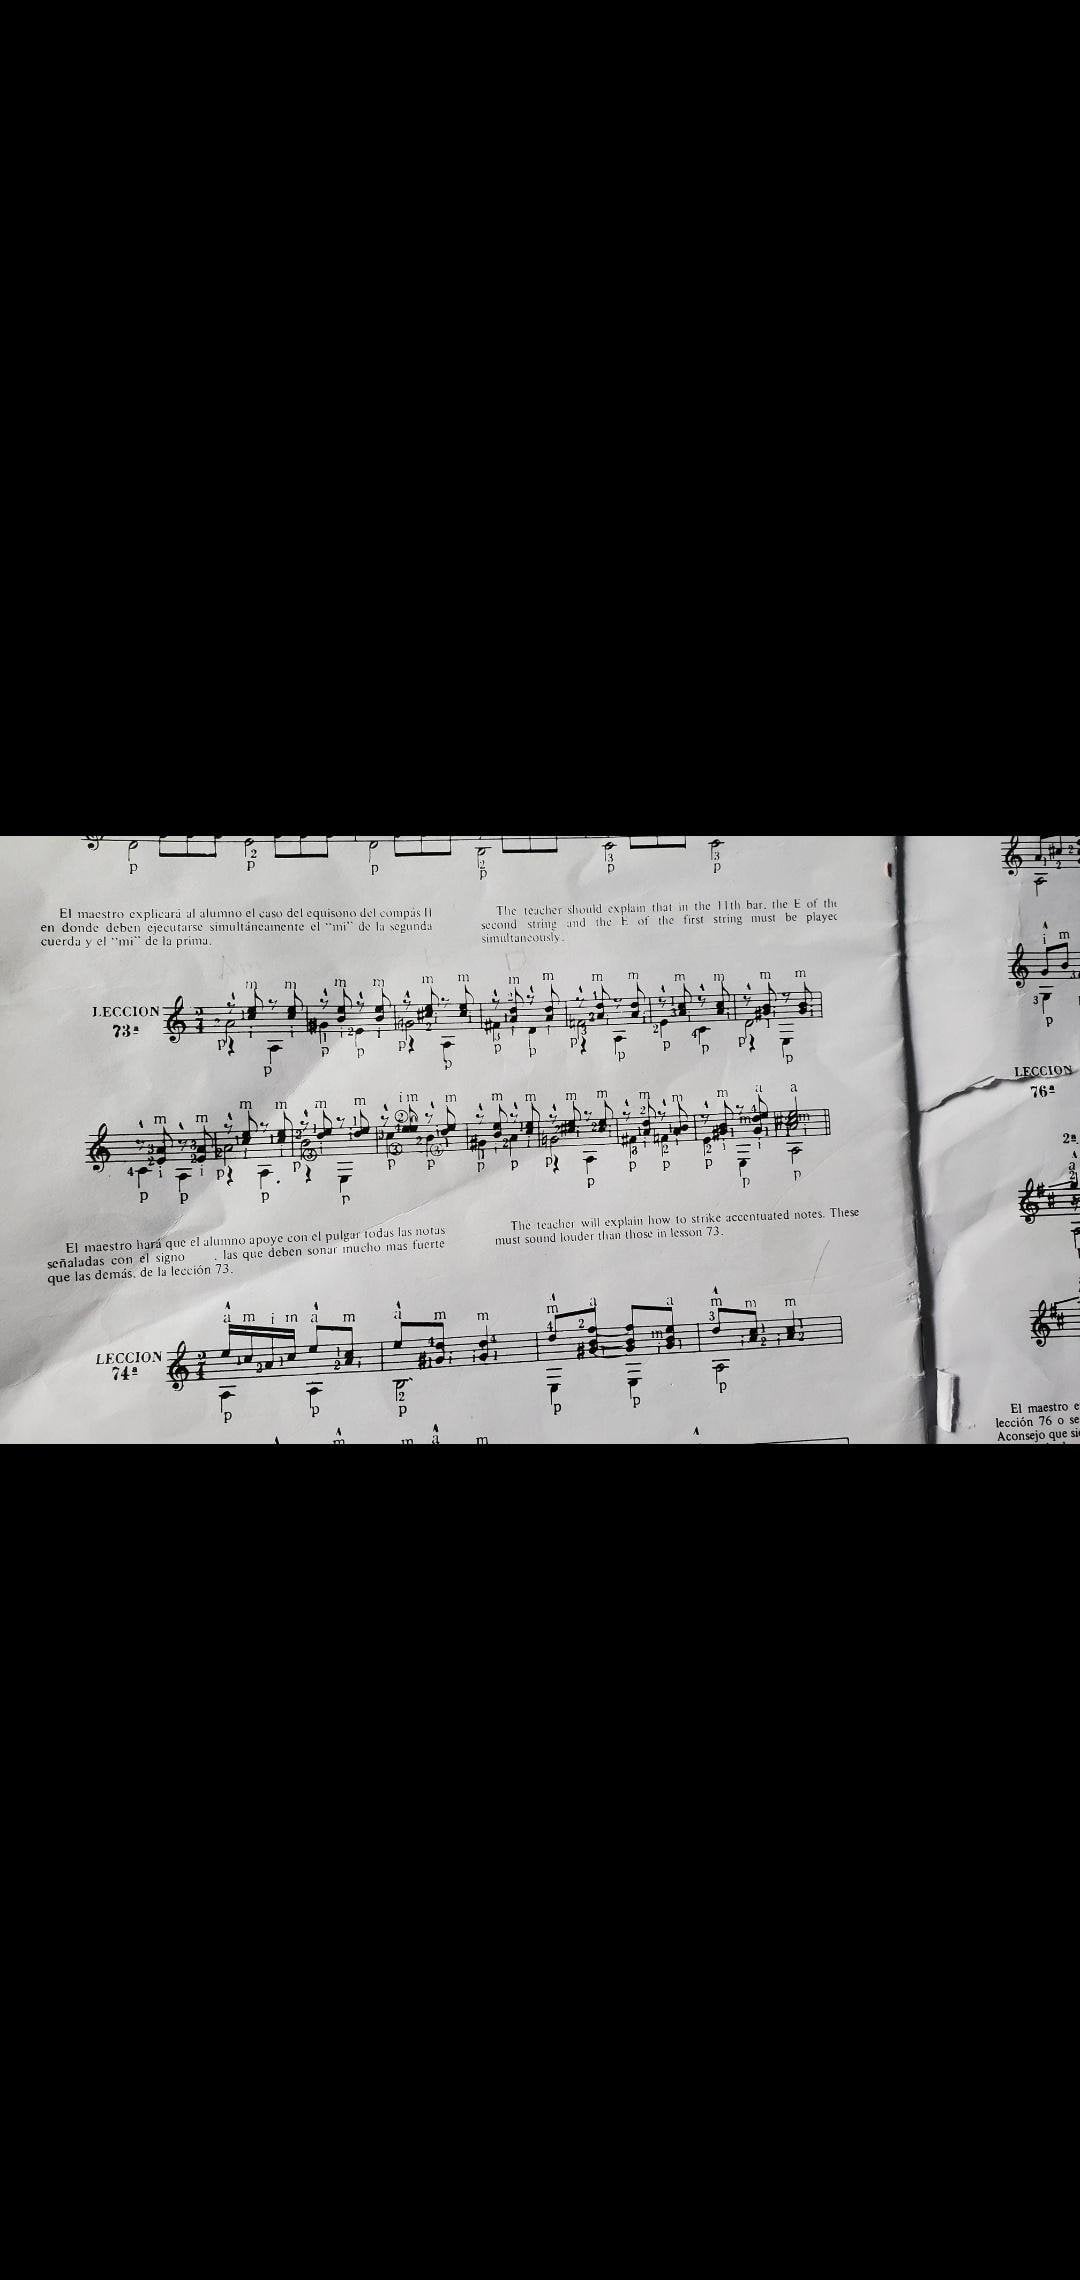 El maestro explicará al alumno el caso del equisono del compás II
en donde deben ejecutarse simultáneamente el “mi” de la segunda
cuerda y el “mi” de la prima.
The teacher should explain that in the 11th bar, the E of the
second string and the E of the first string must be played
simultaneously.
LECCION
73ª
m m m m m m m m m m m m m m
m m m m m m i m m m m m m m m m a a
El maestro hará que el alumno apoye con el pulgar todas las notas
señaladas con el signo . las que deben sonar mucho mas fuerte
que las demás. de la lección 73.
The teacher will explain how to strike accentuated notes. These
must sound louder than those in lesson 73.
LECCION
74ª
a m i m a m a m m m a a m m m
i m
LECCION
76ª
2ª
El maestro e
lección 76 o se
Aconsejo que si